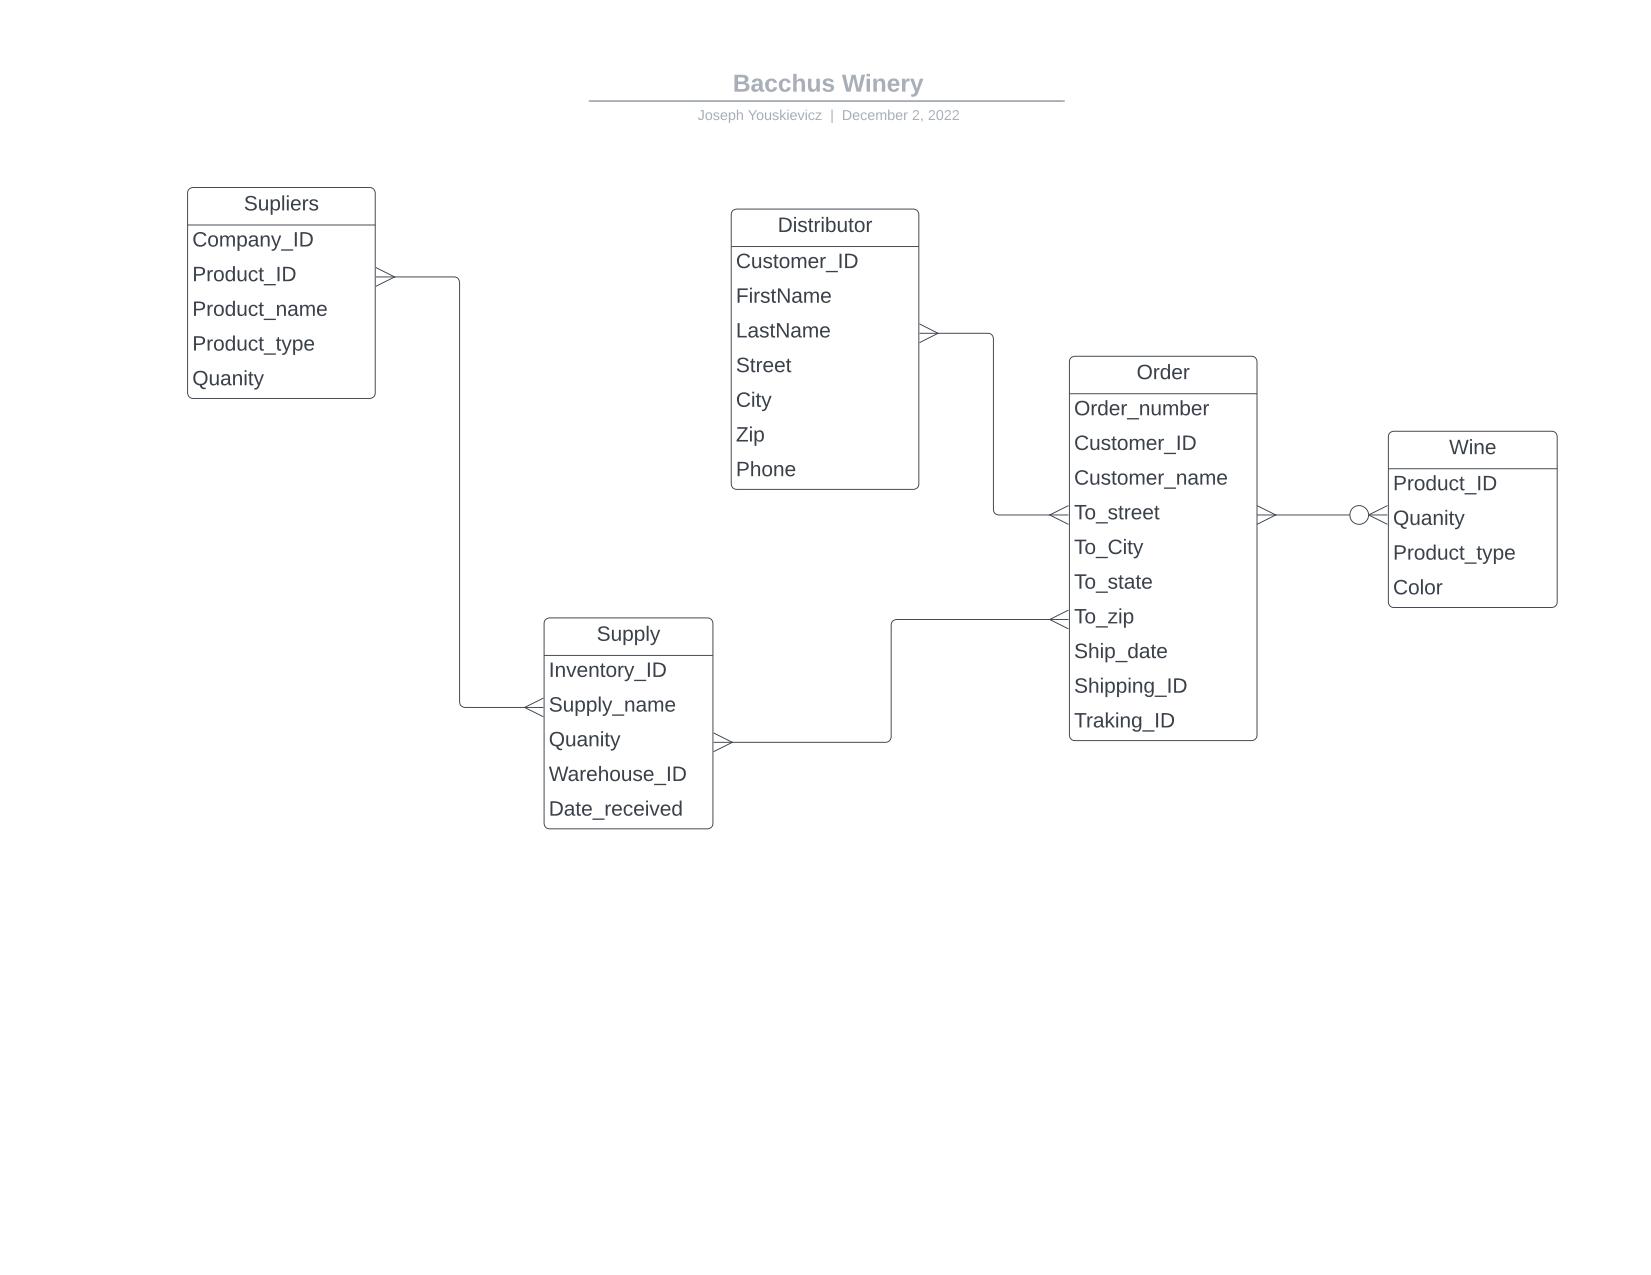 Bacchus Winery
Joseph Youskievicz | December 2, 2022
Supliers
Company_ID
Product_ID
Product_name
Product_type
Quanity
Distributor
Customer_ID
FirstName
LastName
Street
City
Zip
Phone
Order
Order_number
Customer_ID
Customer_name
To_street
To_City
To_state
To_zip
Ship_date
Shipping_ID
Traking_ID
Wine
Product_ID
Quanity
Product_type
Color
Supply
Inventory_ID
Supply_name
Quanity
Warehouse_ID
Date_received